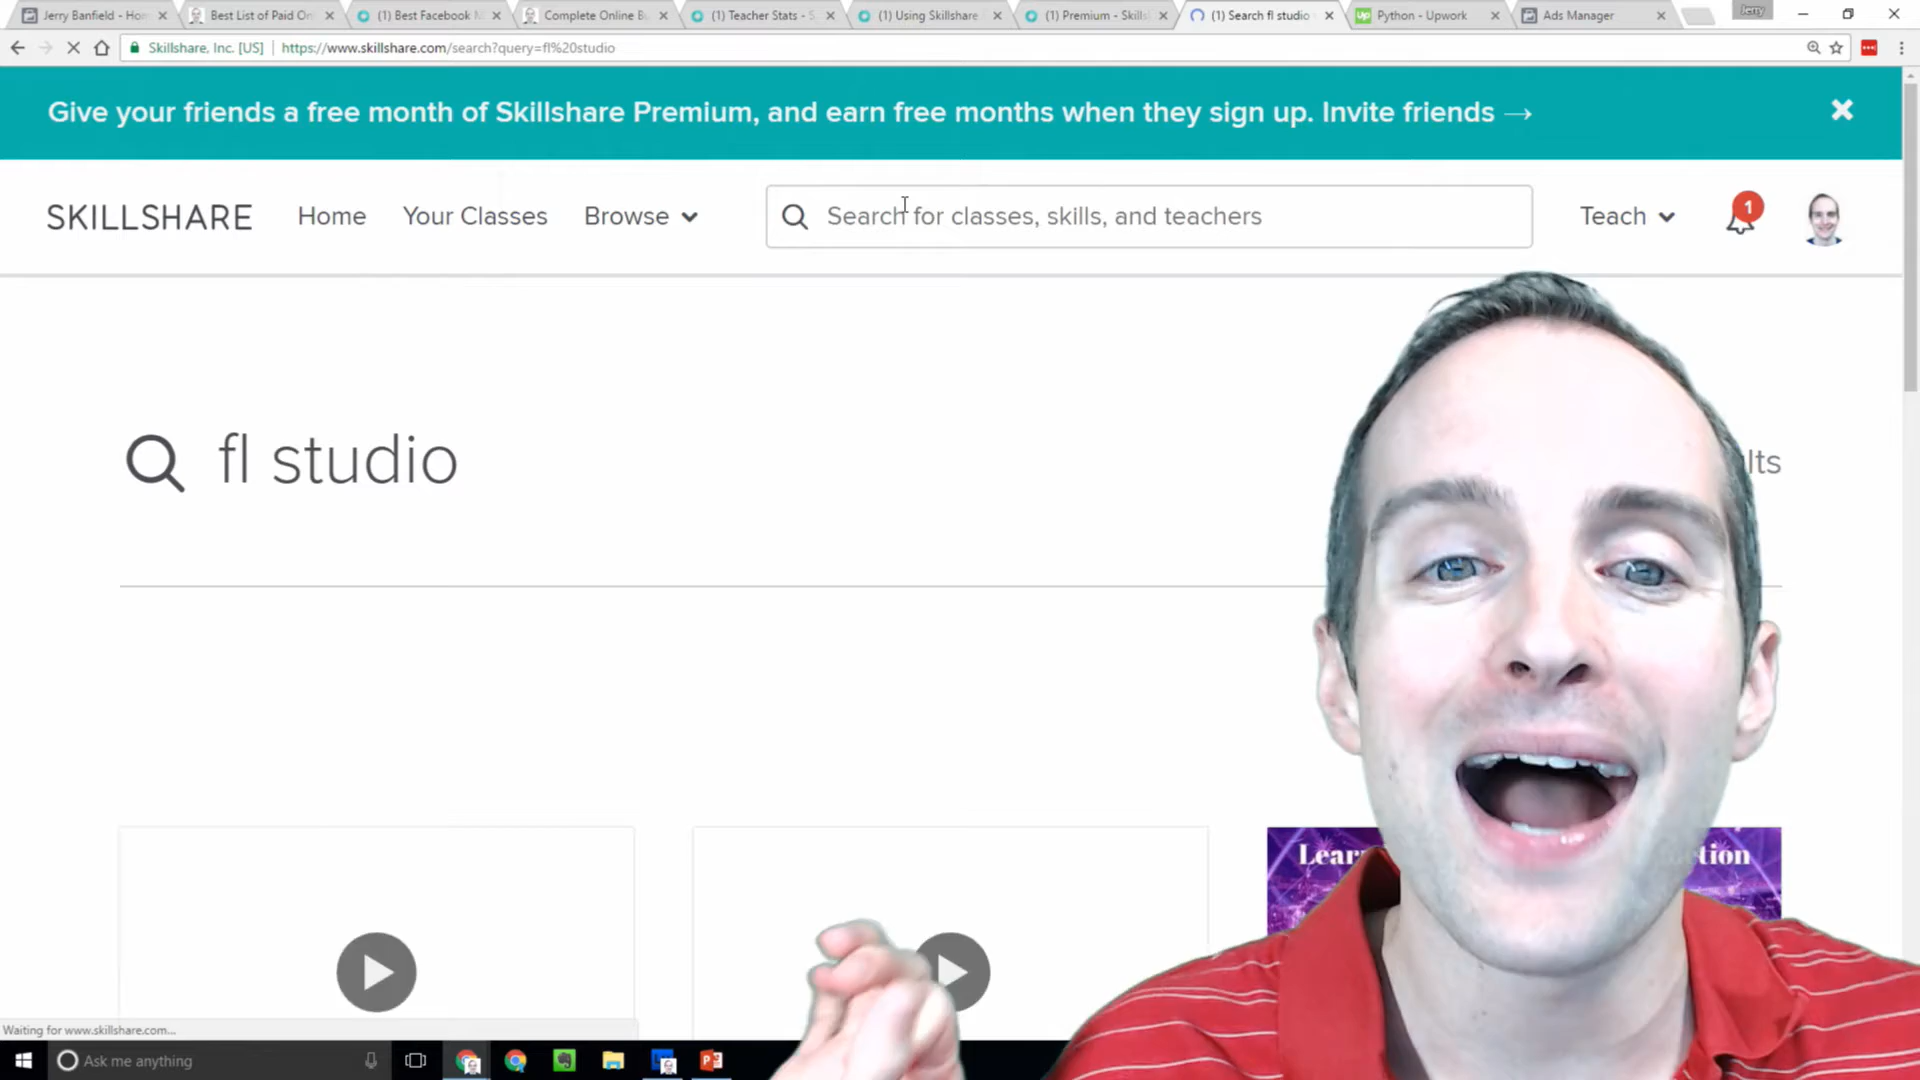 Jerry Banfield - Hon
Best List of Paid On
(1) Best Facebook M
Complete Online Bu
(1) Teacher Stats - S
(1) Using Skillshare
(1) Premium - Skills
(1) Search fl studio
Python - Upwork
Ads Manager
Jerry
Skillshare, Inc. [US]
https://www.skillshare.com/search?query=fl%20studio
Give your friends a free month of Skillshare Premium, and earn free months when they sign up. Invite friends →
SKILLSHARE
Home
Your Classes
Browse
Search for classes, skills, and teachers
Teach
1
fl studio
lts
Lear
tion
Waiting for www.skillshare.com...
Ask me anything